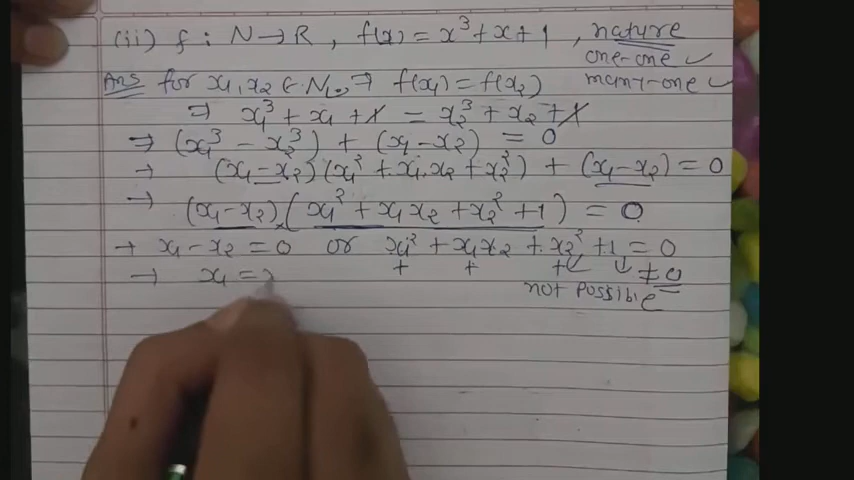 (ii) f : N → R , f(x) = x³ + x + 1 , nature
one-one ✓
many-one ✓
Ans for x₁, x₂ ∈ N, ⇒ f(x₁) = f(x₂)
⇒ x₁³ + x₁ + 1 = x₂³ + x₂ + 1
⇒ (x₁³ - x₂³) + (x₁ - x₂) = 0
→ (x₁ - x₂) (x₁² + x₁.x₂ + x₂²) + (x₁ - x₂) = 0
→ (x₁ - x₂) (x₁² + x₁x₂ + x₂² + 1) = 0
→ x₁ - x₂ = 0 or x₁² + x₁x₂ + x₂² + 1 = 0
+ + + ≠ 0
→ x₁ =
not possible